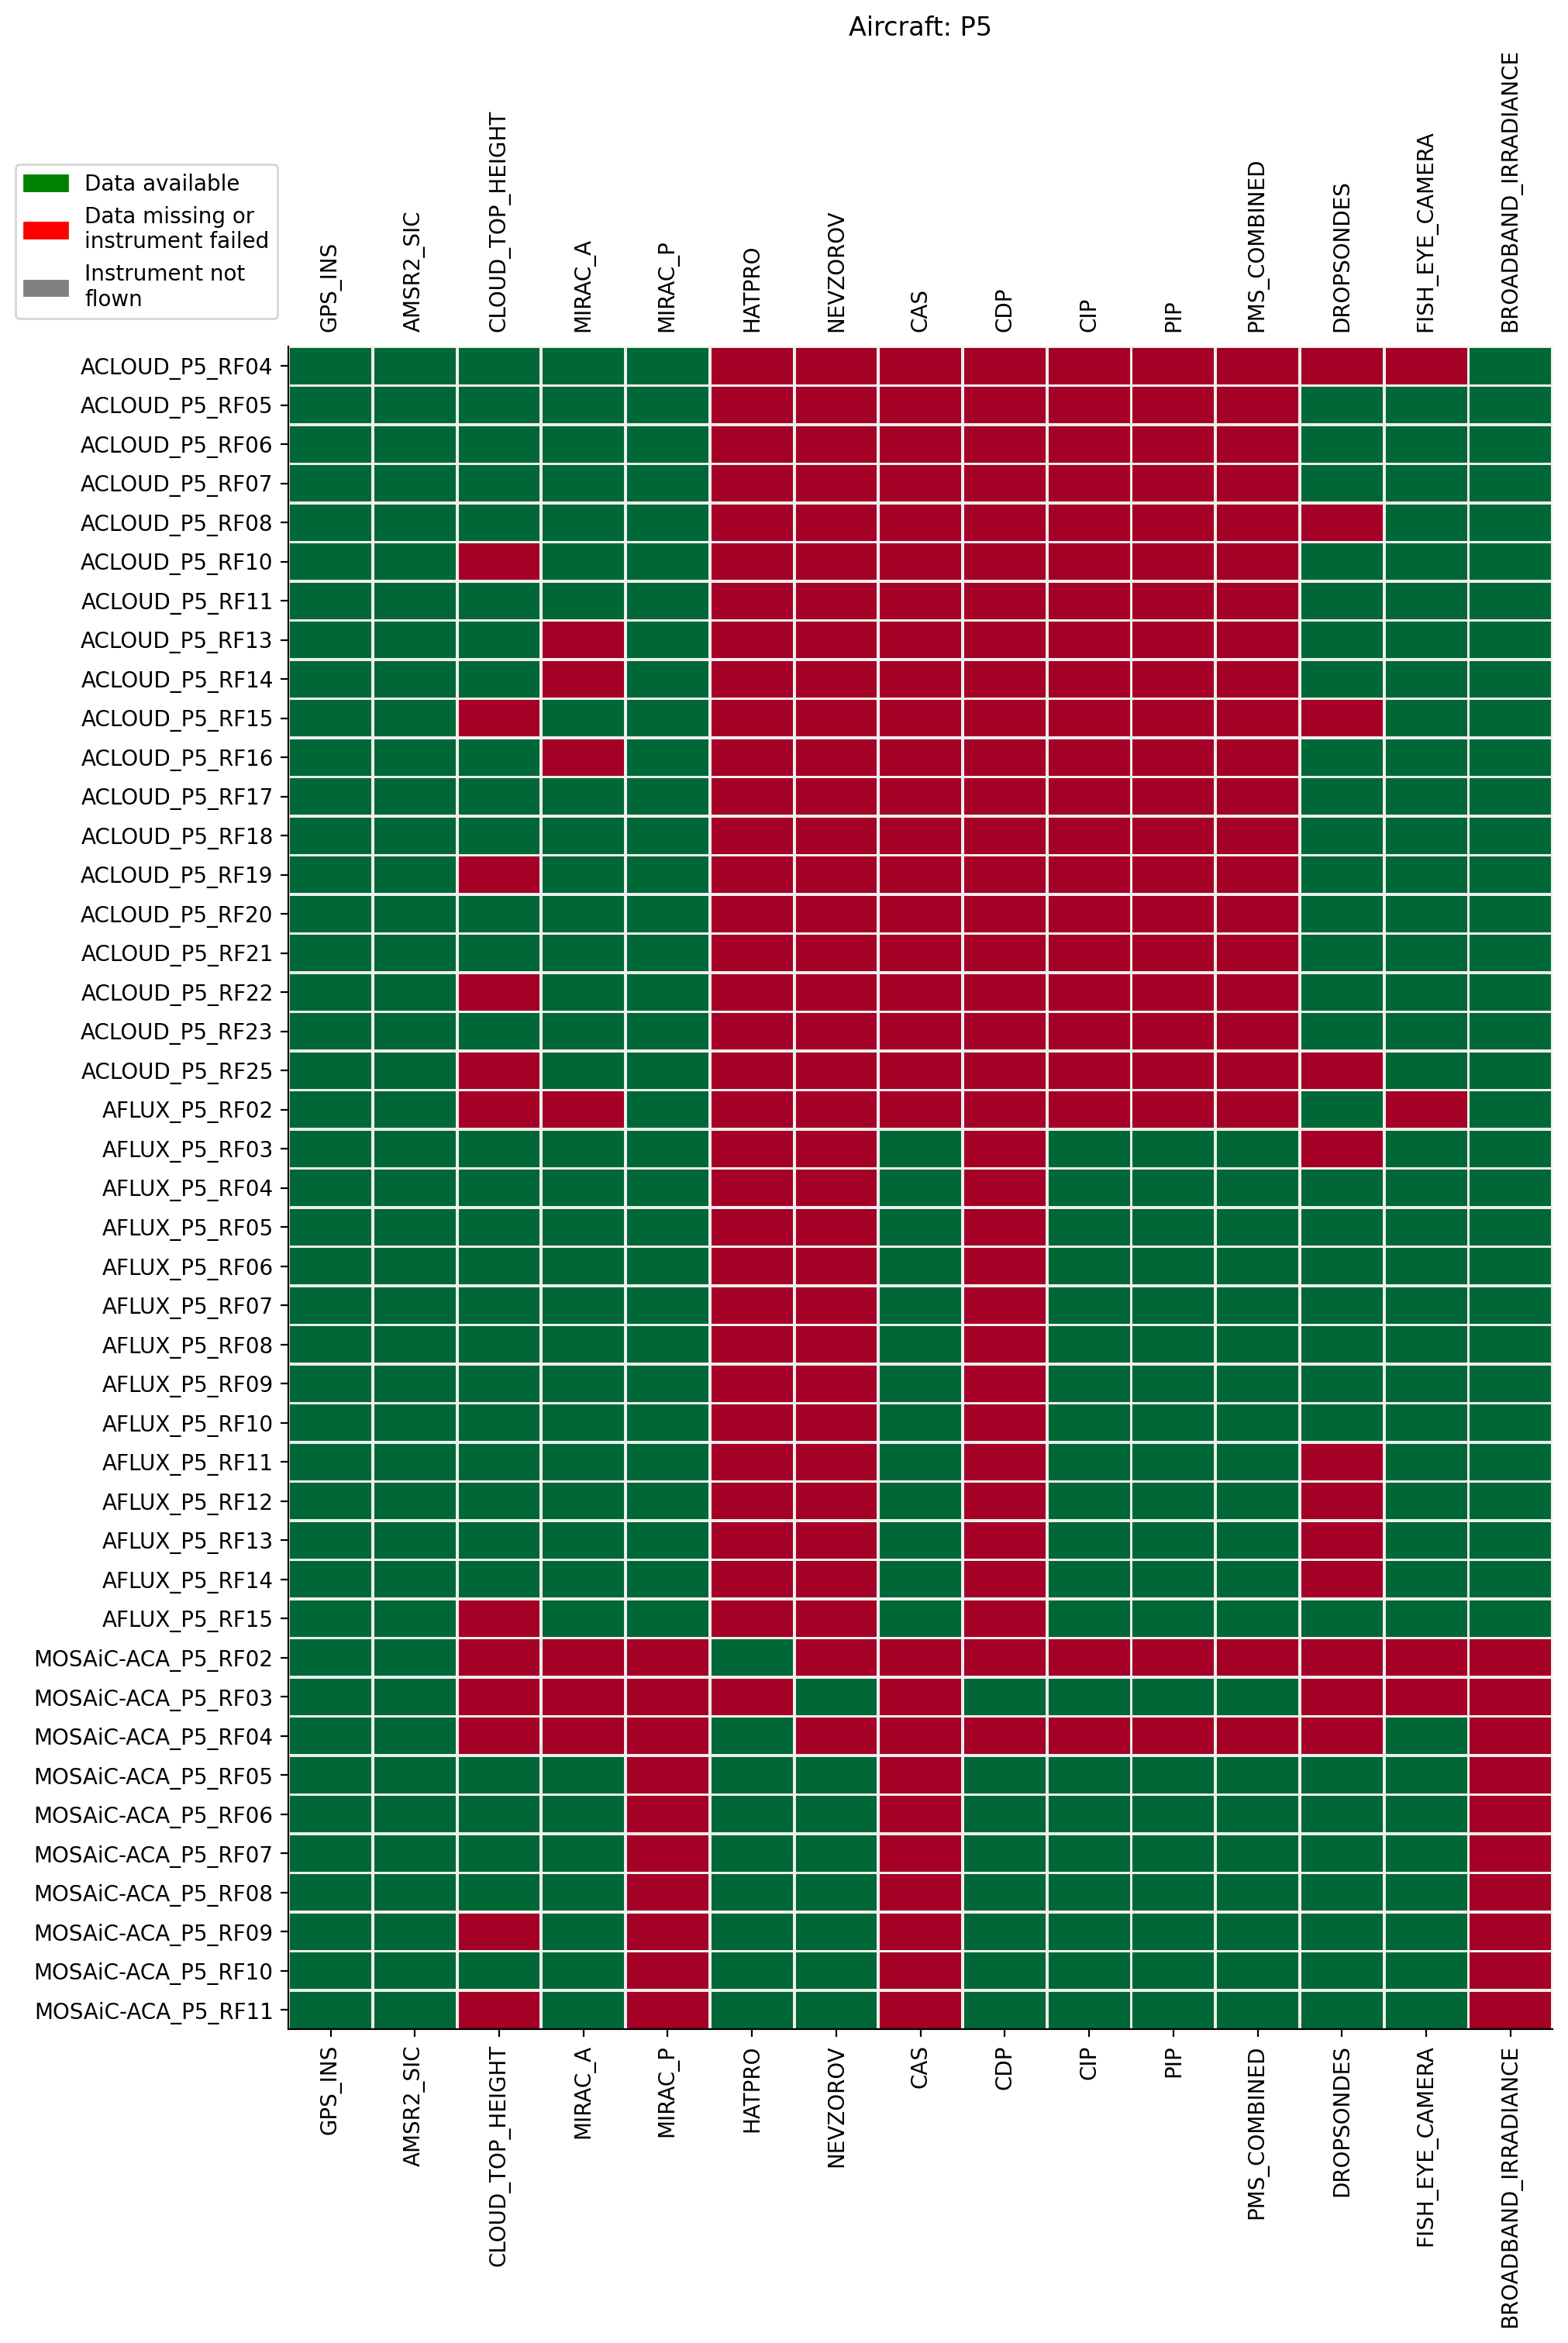 Aircraft: P5
Data available
Data missing or
instrument failed
Instrument not
flown
GPS_INS
AMSR2_SIC
CLOUD_TOP_HEIGHT
MIRAC_A
MIRAC_P
HATPRO
NEVZOROV
CAS
CDP
CIP
PIP
PMS_COMBINED
DROPSONDES
FISH_EYE_CAMERA
BROADBAND_IRRADIANCE
ACLOUD_P5_RF04
ACLOUD_P5_RF05
ACLOUD_P5_RF06
ACLOUD_P5_RF07
ACLOUD_P5_RF08
ACLOUD_P5_RF10
ACLOUD_P5_RF11
ACLOUD_P5_RF13
ACLOUD_P5_RF14
ACLOUD_P5_RF15
ACLOUD_P5_RF16
ACLOUD_P5_RF17
ACLOUD_P5_RF18
ACLOUD_P5_RF19
ACLOUD_P5_RF20
ACLOUD_P5_RF21
ACLOUD_P5_RF22
ACLOUD_P5_RF23
ACLOUD_P5_RF25
AFLUX_P5_RF02
AFLUX_P5_RF03
AFLUX_P5_RF04
AFLUX_P5_RF05
AFLUX_P5_RF06
AFLUX_P5_RF07
AFLUX_P5_RF08
AFLUX_P5_RF09
AFLUX_P5_RF10
AFLUX_P5_RF11
AFLUX_P5_RF12
AFLUX_P5_RF13
AFLUX_P5_RF14
AFLUX_P5_RF15
MOSAiC-ACA_P5_RF02
MOSAiC-ACA_P5_RF03
MOSAiC-ACA_P5_RF04
MOSAiC-ACA_P5_RF05
MOSAiC-ACA_P5_RF06
MOSAiC-ACA_P5_RF07
MOSAiC-ACA_P5_RF08
MOSAiC-ACA_P5_RF09
MOSAiC-ACA_P5_RF10
MOSAiC-ACA_P5_RF11
GPS_INS
AMSR2_SIC
CLOUD_TOP_HEIGHT
MIRAC_A
MIRAC_P
HATPRO
NEVZOROV
CAS
CDP
CIP
PIP
PMS_COMBINED
DROPSONDES
FISH_EYE_CAMERA
BROADBAND_IRRADIANCE